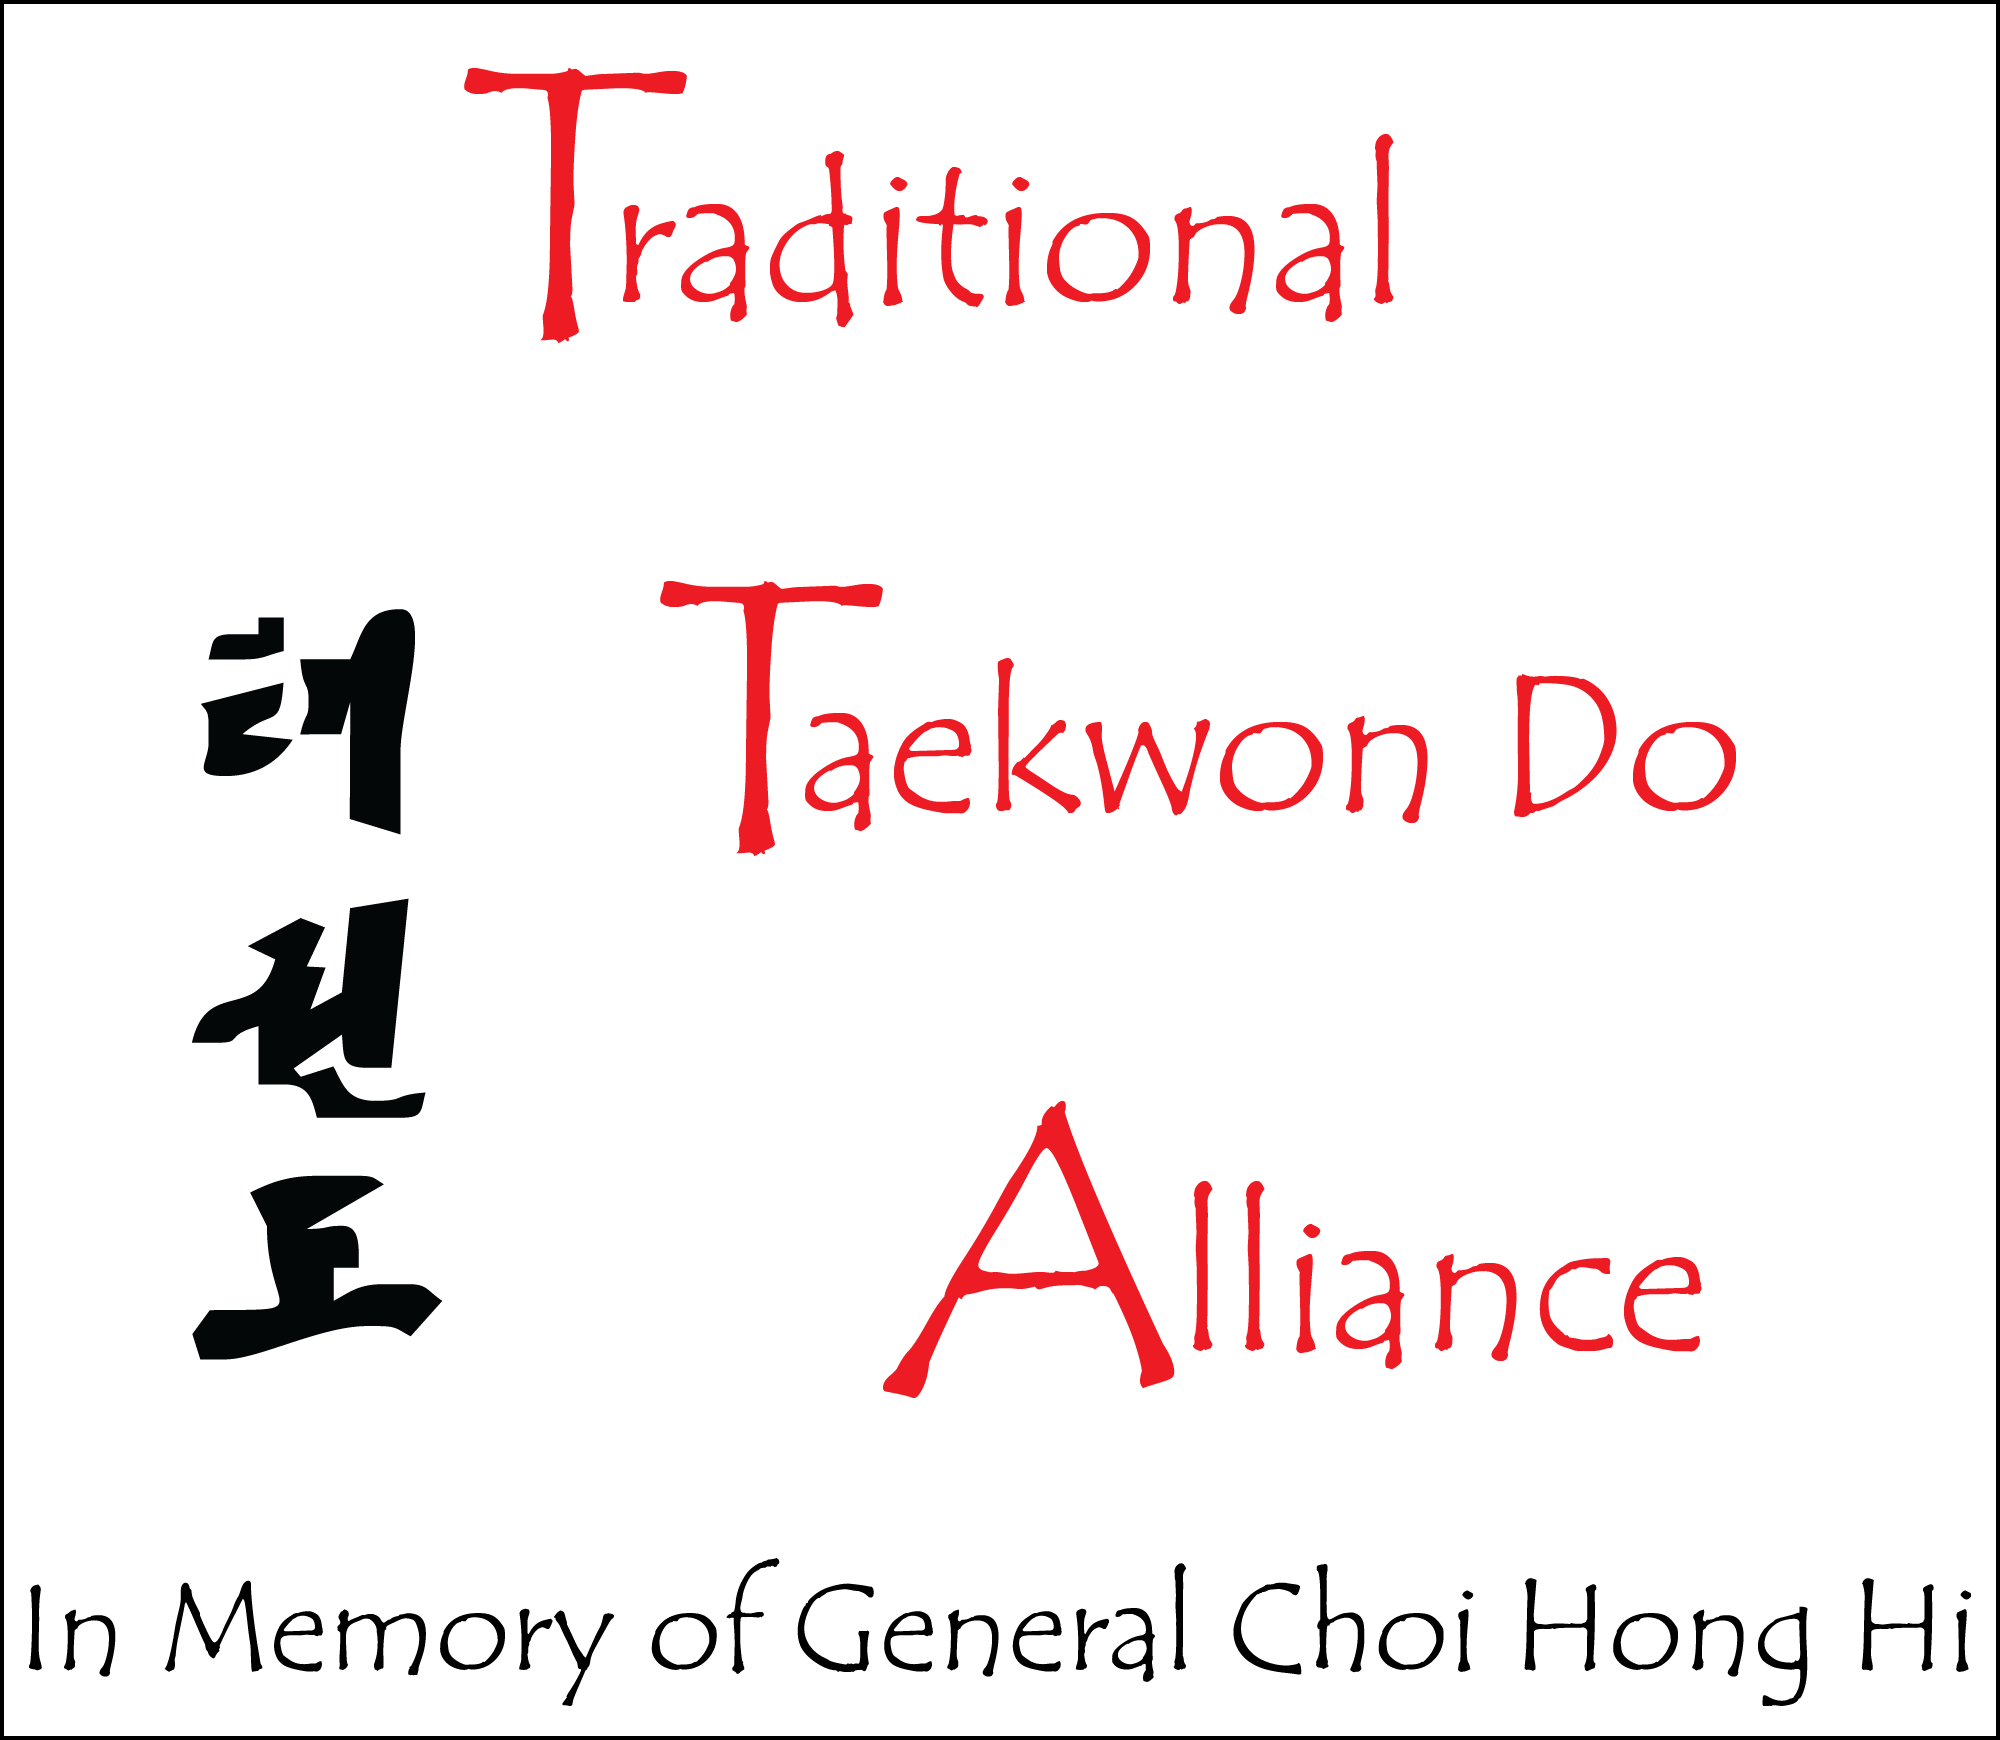 Traditional
태권도
Taekwon Do
Alliance
In Memory of General Choi Hong Hi